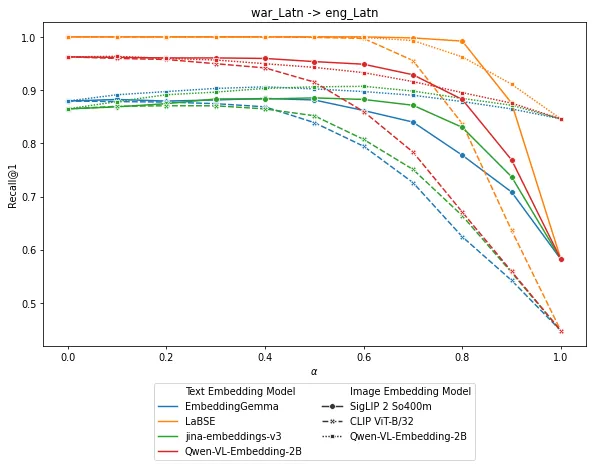 war_Latn -> eng_Latn
Recall@1
1.0
0.9
0.8
0.7
0.6
0.5
0.0 0.2 0.4 0.6 0.8 1.0
α
Text Embedding Model
EmbeddingGemma
LaBSE
jina-embeddings-v3
Qwen-VL-Embedding-2B
Image Embedding Model
SigLIP 2 So400m
CLIP ViT-B/32
Qwen-VL-Embedding-2B